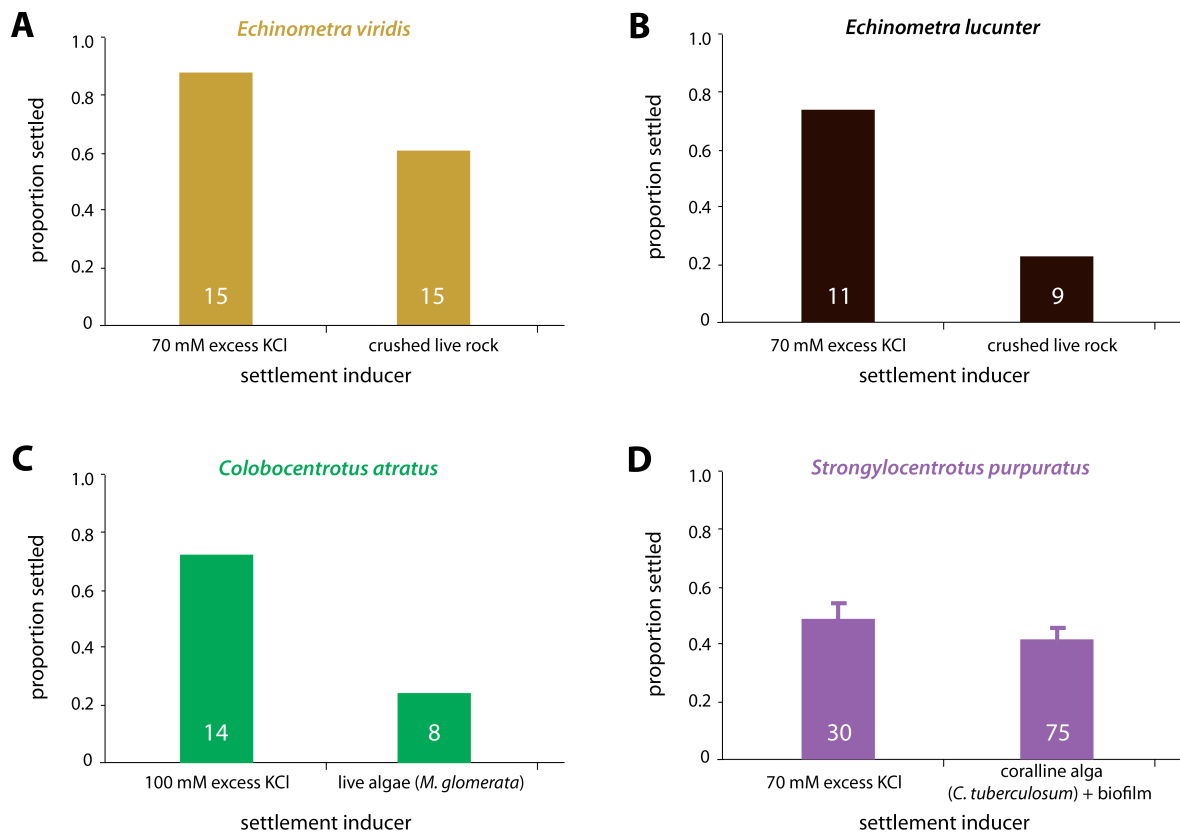 A
Echinometra viridis
1.0
0.8
0.6
0.4
0.2
0
proportion settled
15
15
70 mM excess KCl
crushed live rock
settlement inducer
B
Echinometra lucunter
1.0
0.8
0.6
0.4
0.2
0
proportion settled
11
9
70 mM excess KCl
crushed live rock
settlement inducer
C
Colobocentrotus atratus
1.0
0.8
0.6
0.4
0.2
0
proportion settled
14
8
100 mM excess KCl
live algae (M. glomerata)
settlement inducer
D
Strongylocentrotus purpuratus
1.0
0.8
0.6
0.4
0.2
0
proportion settled
30
75
70 mM excess KCl
coralline alga
(C. tuberculosum) + biofilm
settlement inducer